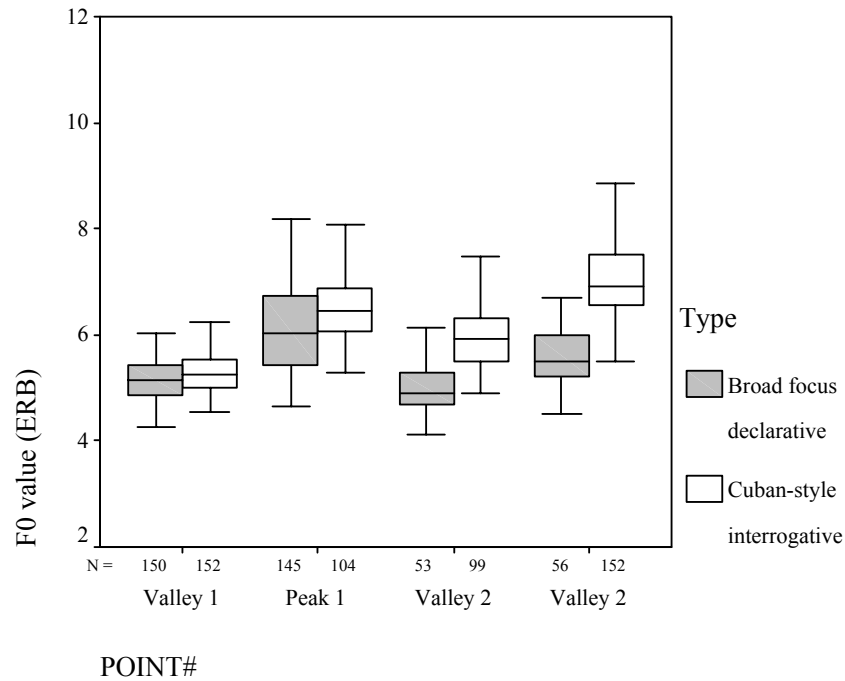 12
10
8
6
4
2
F0 value (ERB)
N = 150 152 145 104 53 99 56 152
Valley 1 Peak 1 Valley 2 Valley 2
POINT#
Type
Broad focus
declarative
Cuban-style
interrogative